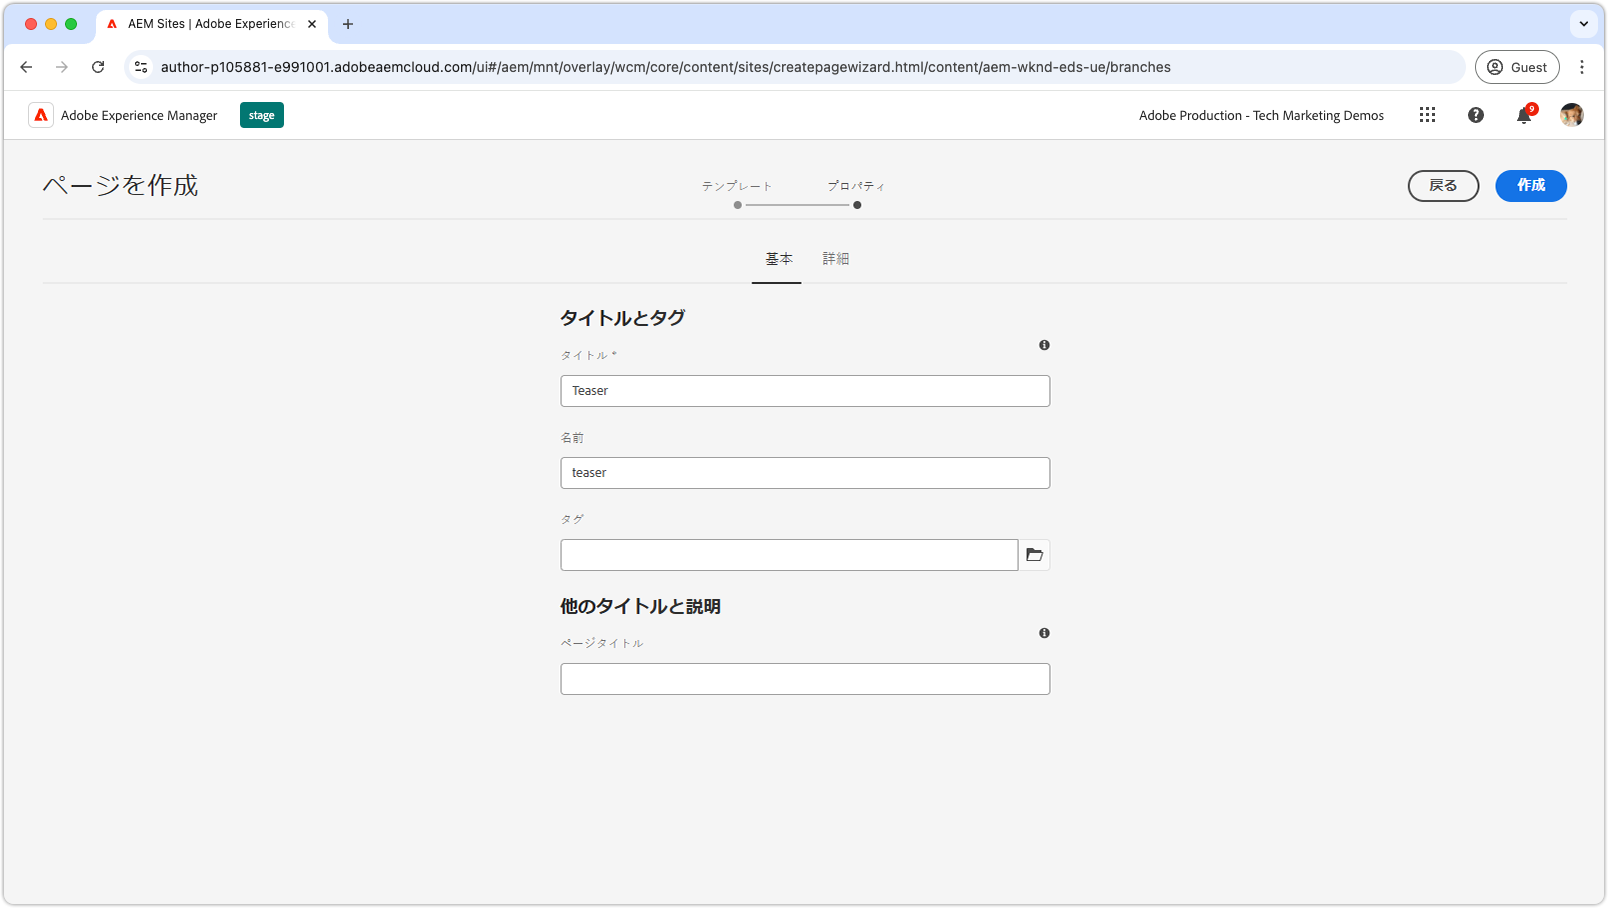 AEM Sites | Adobe Experience
author-p105881-e991001.adobeaemcloud.com/ui#/aem/mnt/overlay/wcm/core/content/sites/createpagewizard.html/content/aem-wknd-eds-ue/branches
Guest
Adobe Experience Manager
stage
Adobe Production - Tech Marketing Demos
9
ページを作成
テンプレート
プロパティ
戻る
作成
基本
詳細
タイトルとタグ
タイトル *
Teaser
名前
teaser
タグ
他のタイトルと説明
ページタイトル